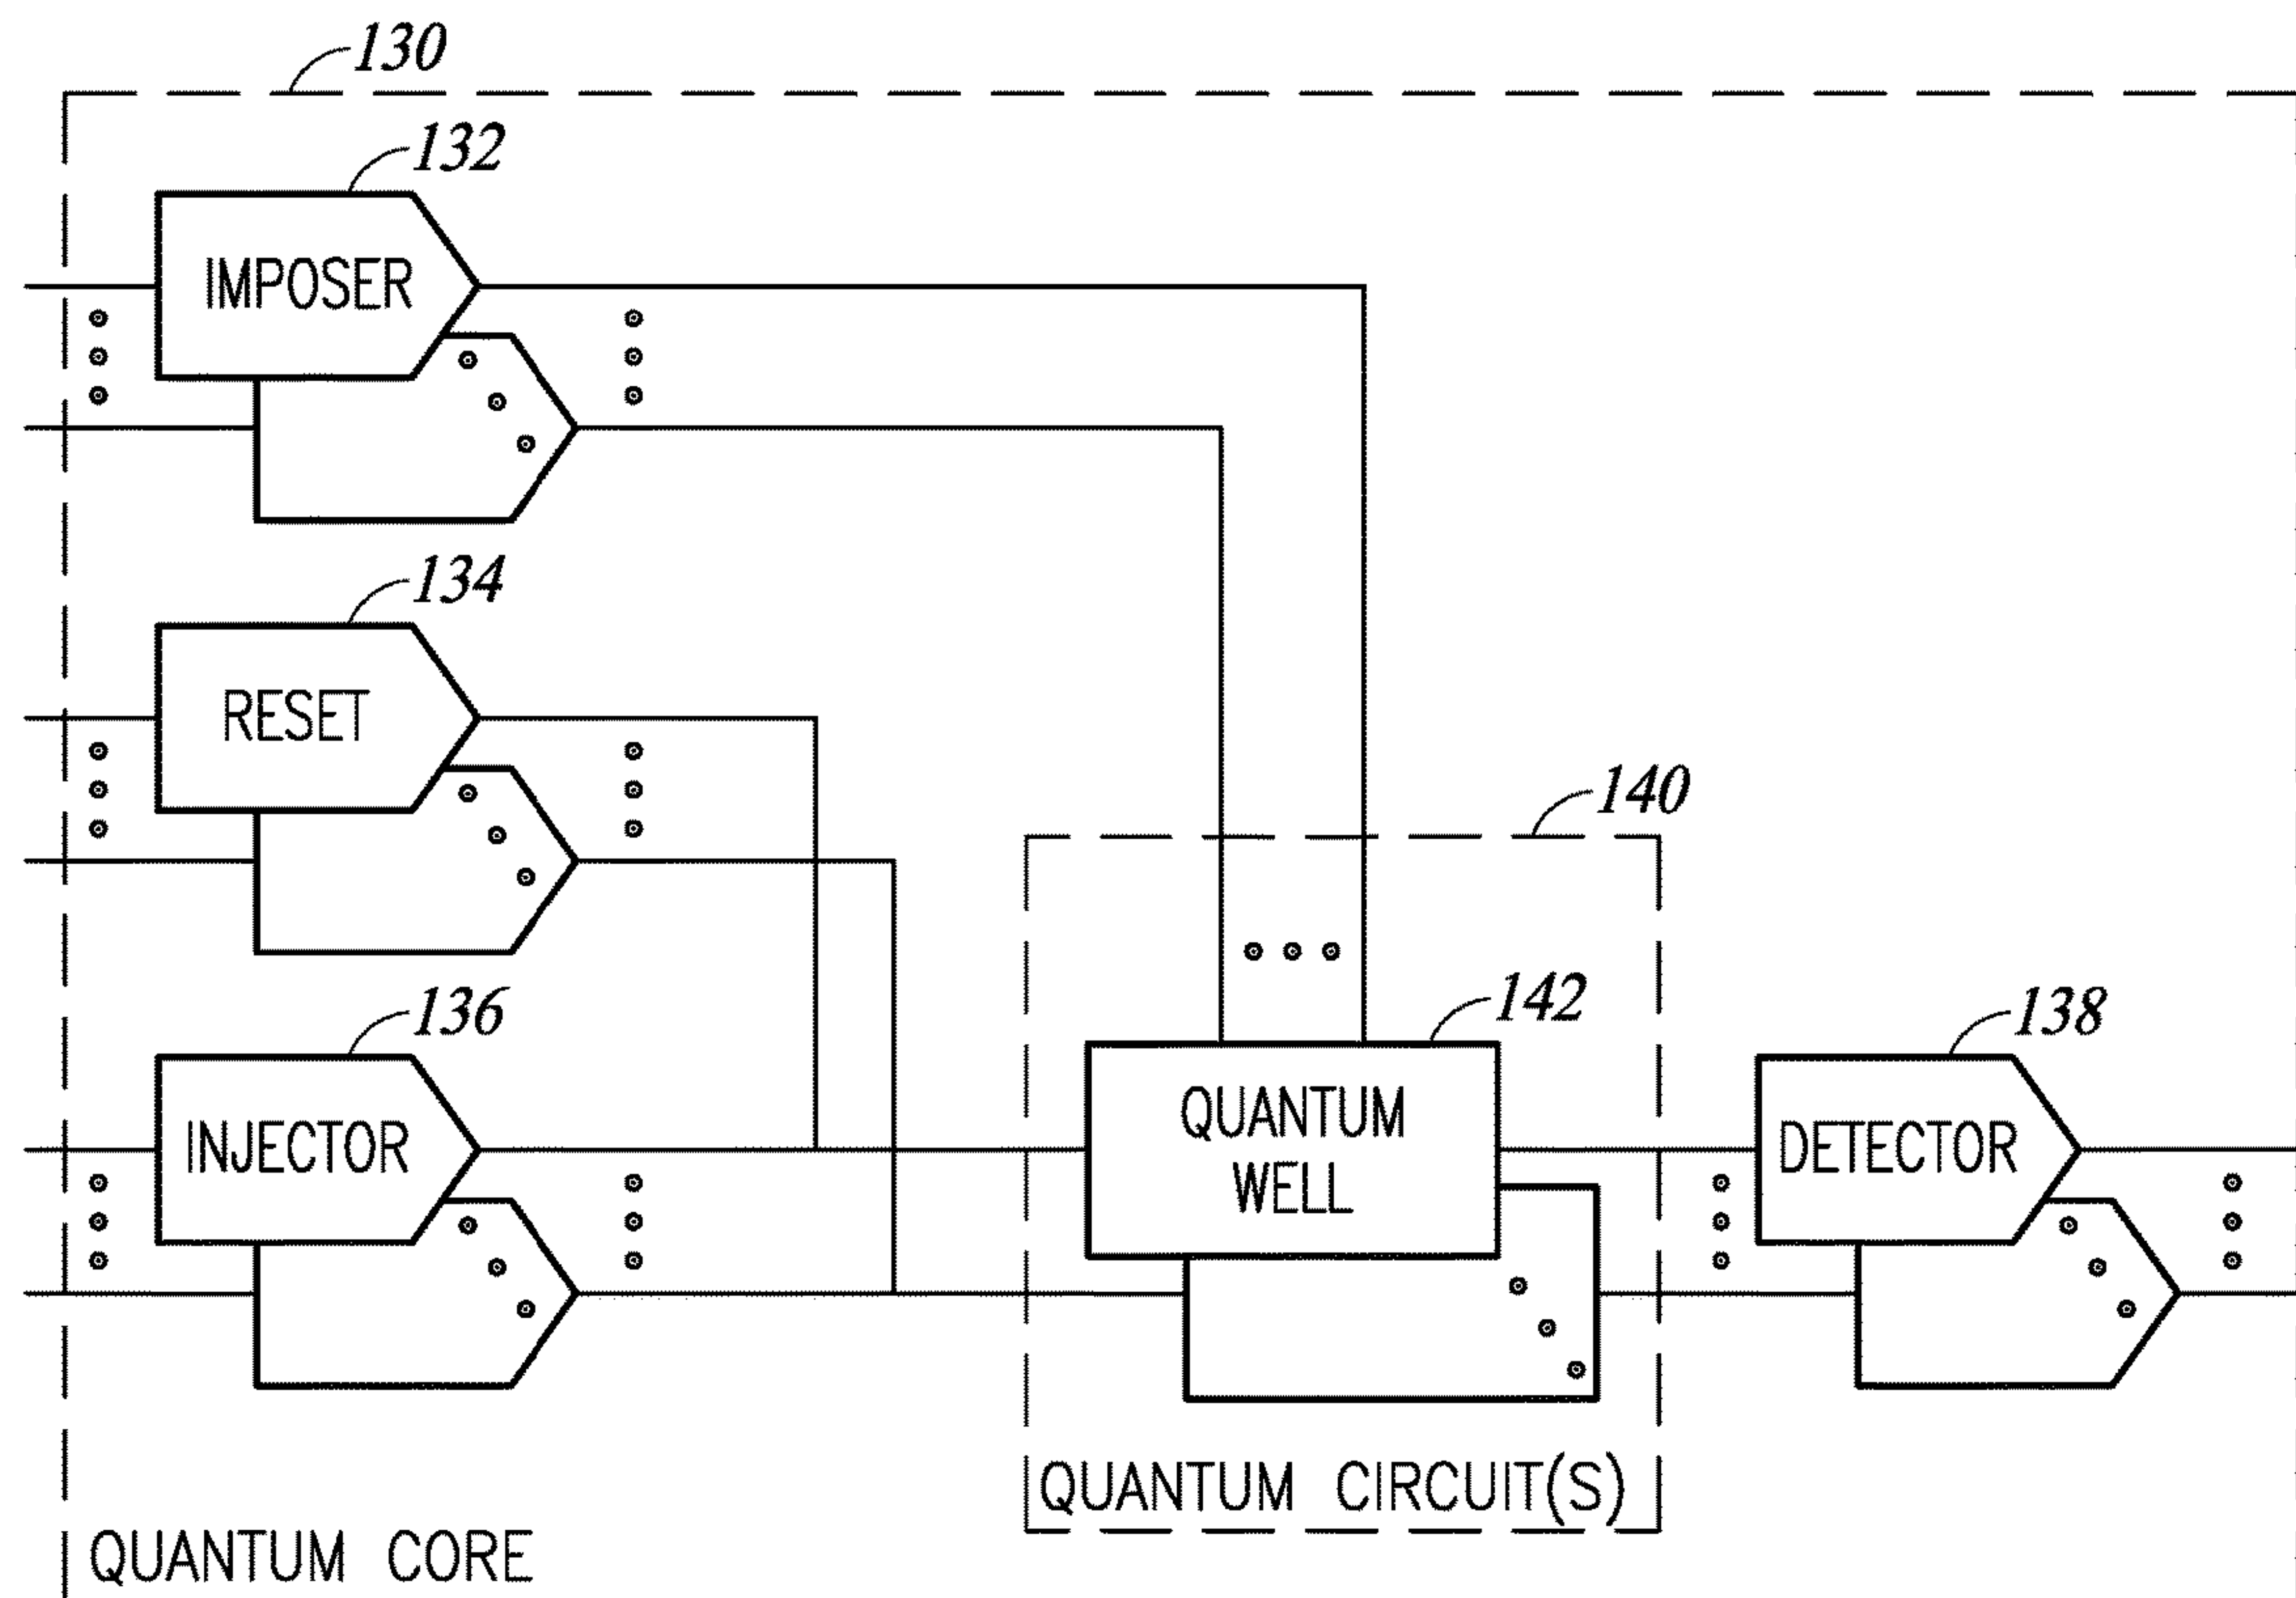 130
132
IMPOSER
134
RESET
140
136
142
138
INJECTOR
QUANTUM
WELL
DETECTOR
QUANTUM CIRCUIT(S)
QUANTUM CORE